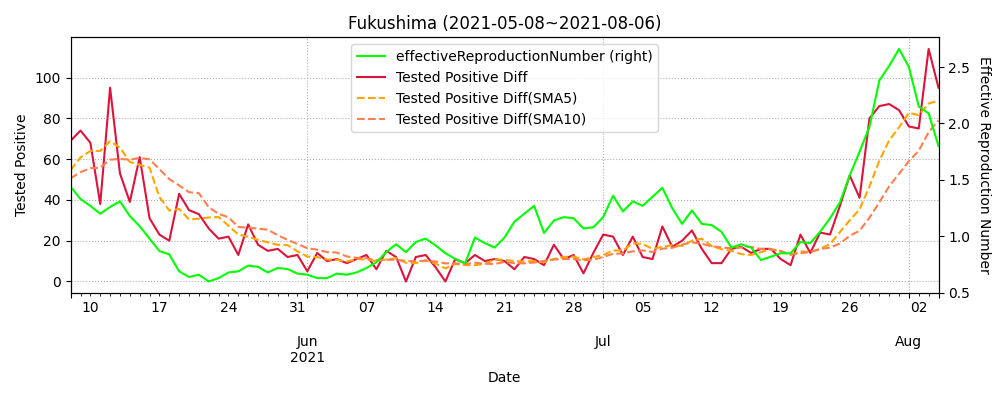 Fukushima (2021-05-08~2021-08-06)
effectiveReproductionNumber (right)
Tested Positive Diff
Tested Positive Diff(SMA5)
Tested Positive Diff(SMA10)
Tested Positive
100
80
60
40
20
0
2.5
2.0
1.5
1.0
0.5
Effective Reproduction Number
10 17 24 31 07 14 21 28 05 12 19 26 02
Jun Jul Aug
2021
Date